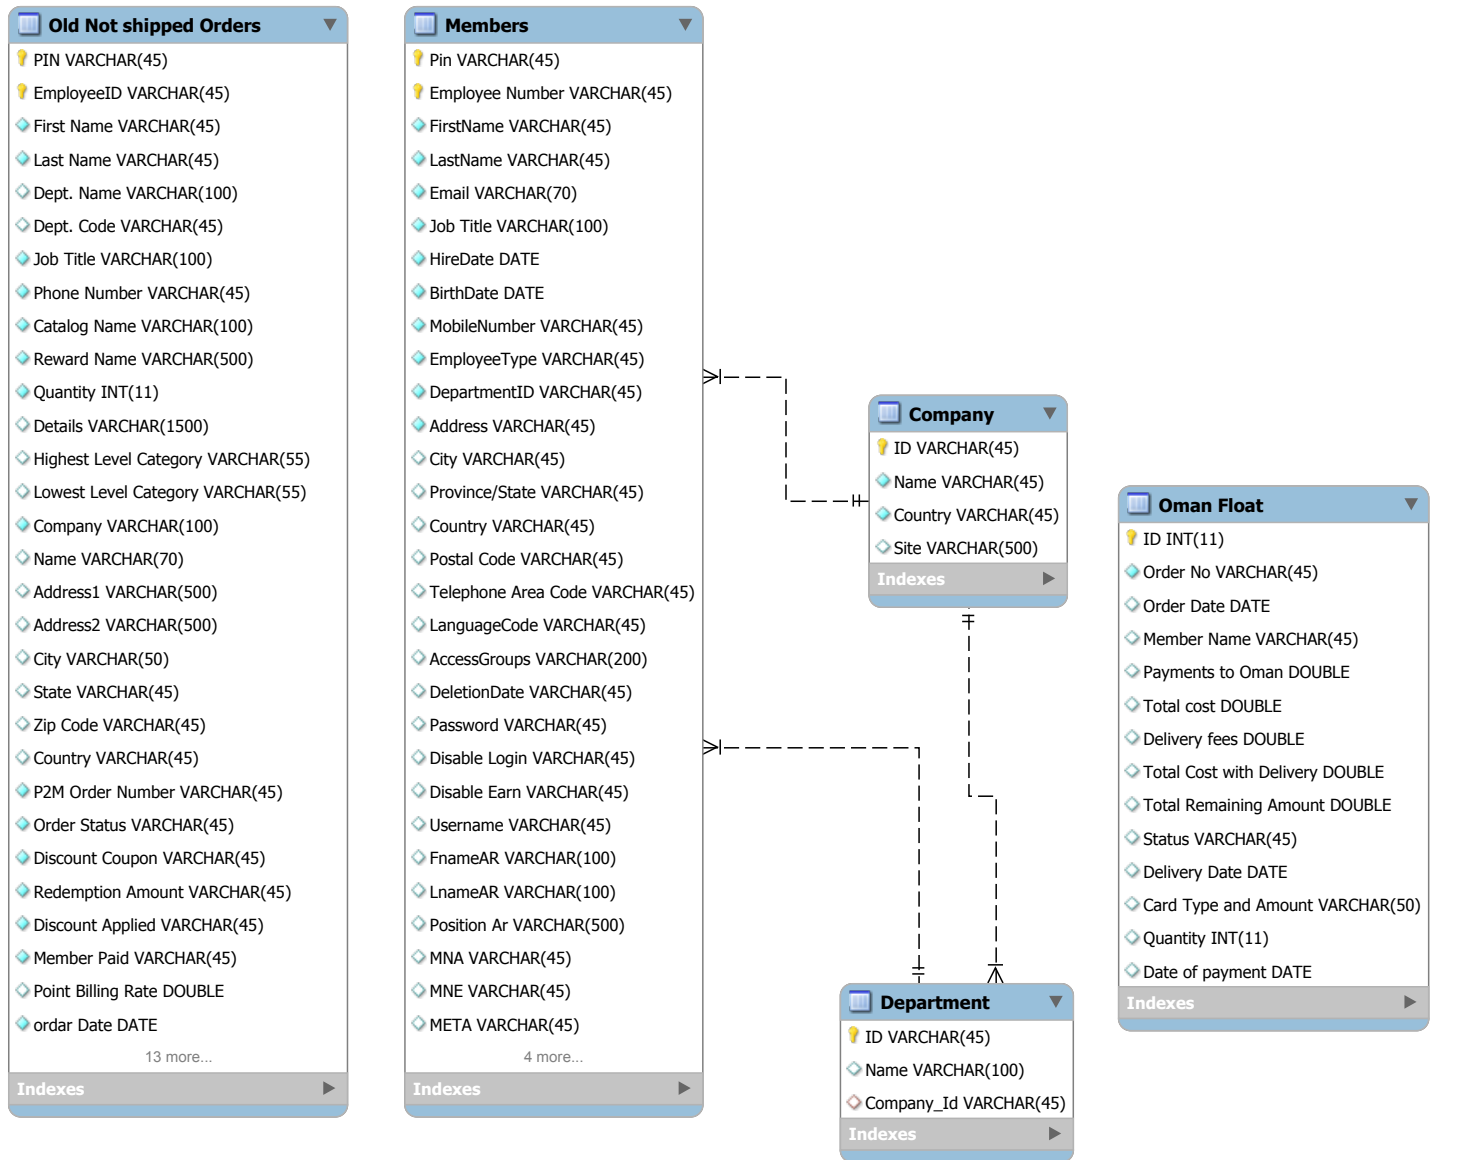 Old Not shipped Orders
PIN VARCHAR(45)
EmployeeID VARCHAR(45)
First Name VARCHAR(45)
Last Name VARCHAR(45)
Dept. Name VARCHAR(100)
Dept. Code VARCHAR(45)
Job Title VARCHAR(100)
Phone Number VARCHAR(45)
Catalog Name VARCHAR(100)
Reward Name VARCHAR(500)
Quantity INT(11)
Details VARCHAR(1500)
Highest Level Category VARCHAR(55)
Lowest Level Category VARCHAR(55)
Company VARCHAR(100)
Name VARCHAR(70)
Address1 VARCHAR(500)
Address2 VARCHAR(500)
City VARCHAR(50)
State VARCHAR(45)
Zip Code VARCHAR(45)
Country VARCHAR(45)
P2M Order Number VARCHAR(45)
Order Status VARCHAR(45)
Discount Coupon VARCHAR(45)
Redemption Amount VARCHAR(45)
Discount Applied VARCHAR(45)
Member Paid VARCHAR(45)
Point Billing Rate DOUBLE
ordar Date DATE
13 more...
Indexes
Members
Pin VARCHAR(45)
Employee Number VARCHAR(45)
FirstName VARCHAR(45)
LastName VARCHAR(45)
Email VARCHAR(70)
Job Title VARCHAR(100)
HireDate DATE
BirthDate DATE
MobileNumber VARCHAR(45)
EmployeeType VARCHAR(45)
DepartmentID VARCHAR(45)
Address VARCHAR(45)
City VARCHAR(45)
Province/State VARCHAR(45)
Country VARCHAR(45)
Postal Code VARCHAR(45)
Telephone Area Code VARCHAR(45)
LanguageCode VARCHAR(45)
AccessGroups VARCHAR(200)
DeletionDate VARCHAR(45)
Password VARCHAR(45)
Disable Login VARCHAR(45)
Disable Earn VARCHAR(45)
Username VARCHAR(45)
FnameAR VARCHAR(100)
LnameAR VARCHAR(100)
Position Ar VARCHAR(500)
MNA VARCHAR(45)
MNE VARCHAR(45)
META VARCHAR(45)
4 more...
Indexes
Company
ID VARCHAR(45)
Name VARCHAR(45)
Country VARCHAR(45)
Site VARCHAR(500)
Indexes
Department
ID VARCHAR(45)
Name VARCHAR(100)
Company_Id VARCHAR(45)
Indexes
Oman Float
ID INT(11)
Order No VARCHAR(45)
Order Date DATE
Member Name VARCHAR(45)
Payments to Oman DOUBLE
Total cost DOUBLE
Delivery fees DOUBLE
Total Cost with Delivery DOUBLE
Total Remaining Amount DOUBLE
Status VARCHAR(45)
Delivery Date DATE
Card Type and Amount VARCHAR(50)
Quantity INT(11)
Date of payment DATE
Indexes